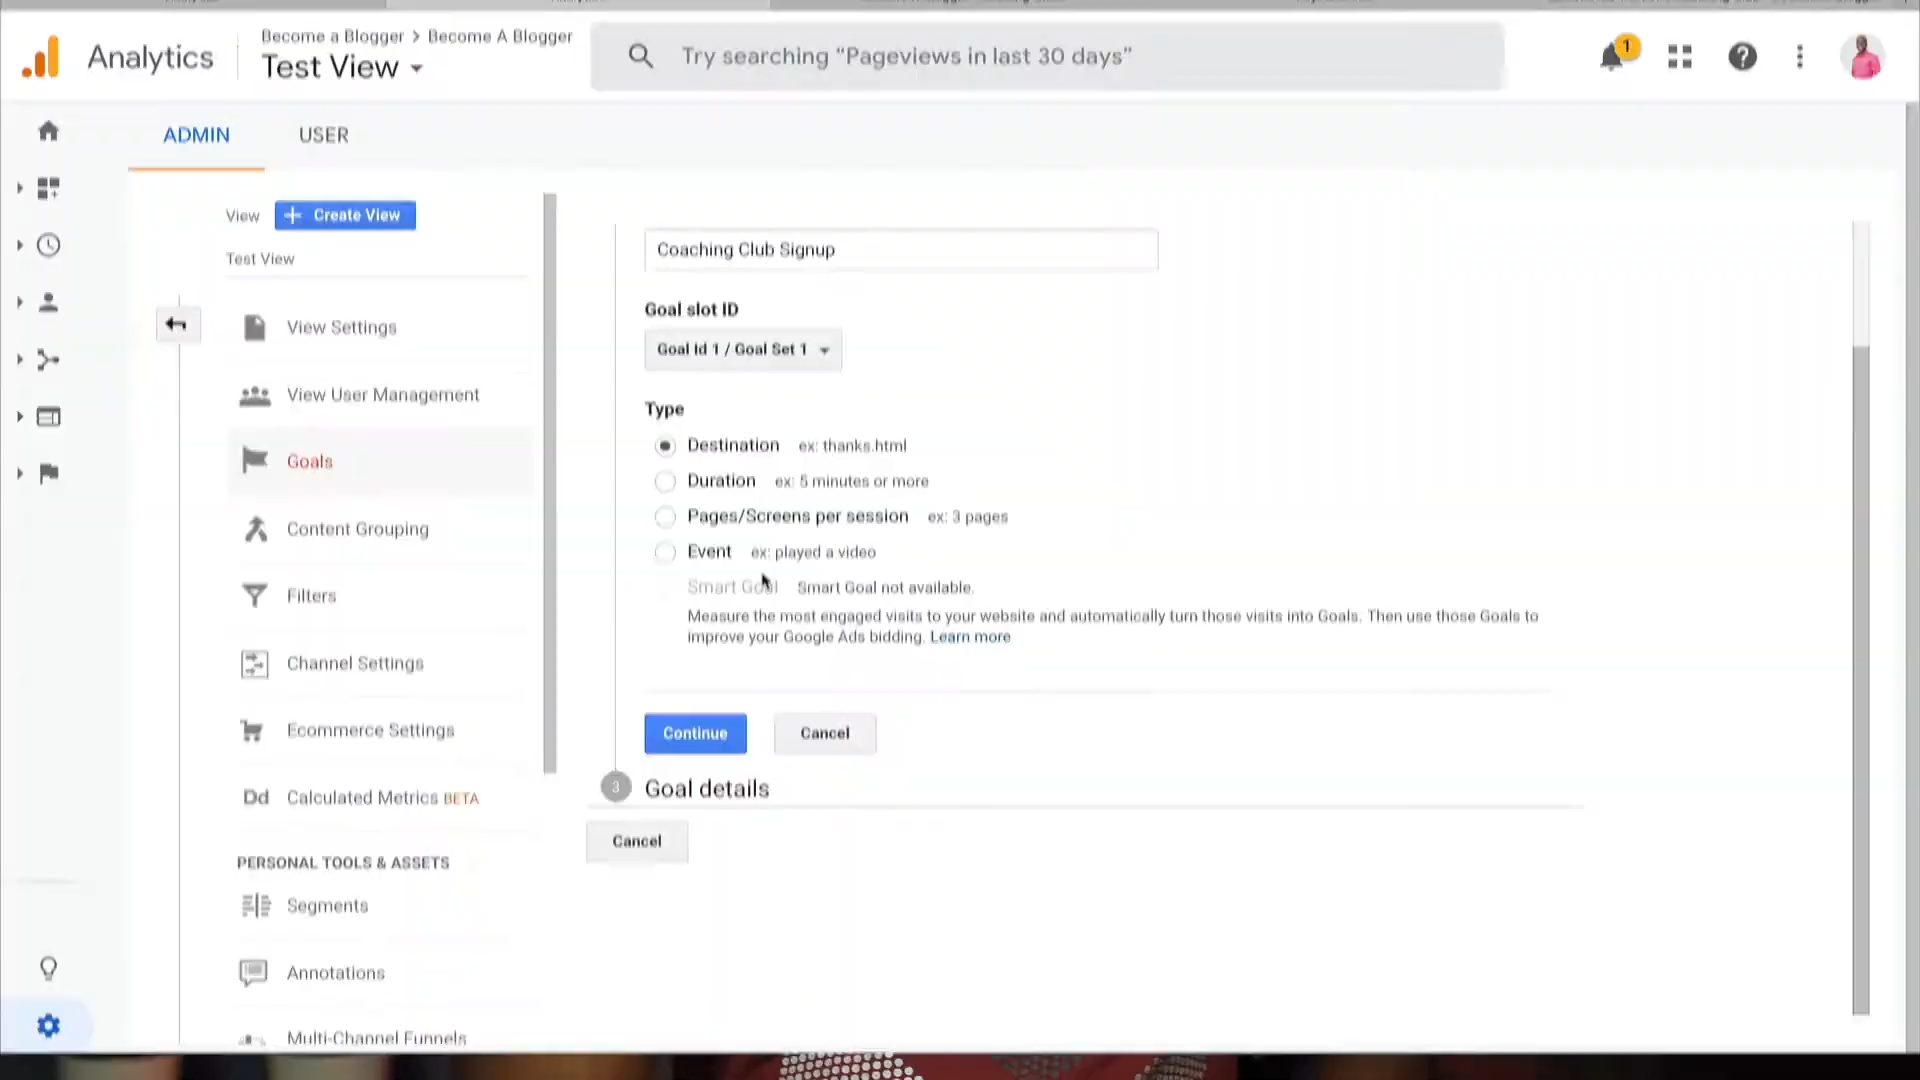 Analytics
Become a Blogger > Become A Blogger
Test View
Try searching “Pageviews in last 30 days”
1
ADMIN
USER
View
+ Create View
Test View
View Settings
View User Management
Goals
Content Grouping
Filters
Channel Settings
Ecommerce Settings
Dd Calculated Metrics BETA
PERSONAL TOOLS & ASSETS
Segments
Annotations
Multi-Channel Funnels
Coaching Club Signup
Goal slot ID
Goal Id 1 / Goal Set 1
Type
Destination ex: thanks.html
Duration ex: 5 minutes or more
Pages/Screens per session ex: 3 pages
Event ex: played a video
Smart Goal Smart Goal not available.
Measure the most engaged visits to your website and automatically turn those visits into Goals. Then use those Goals to
improve your Google Ads bidding. Learn more
Continue
Cancel
3 Goal details
Cancel